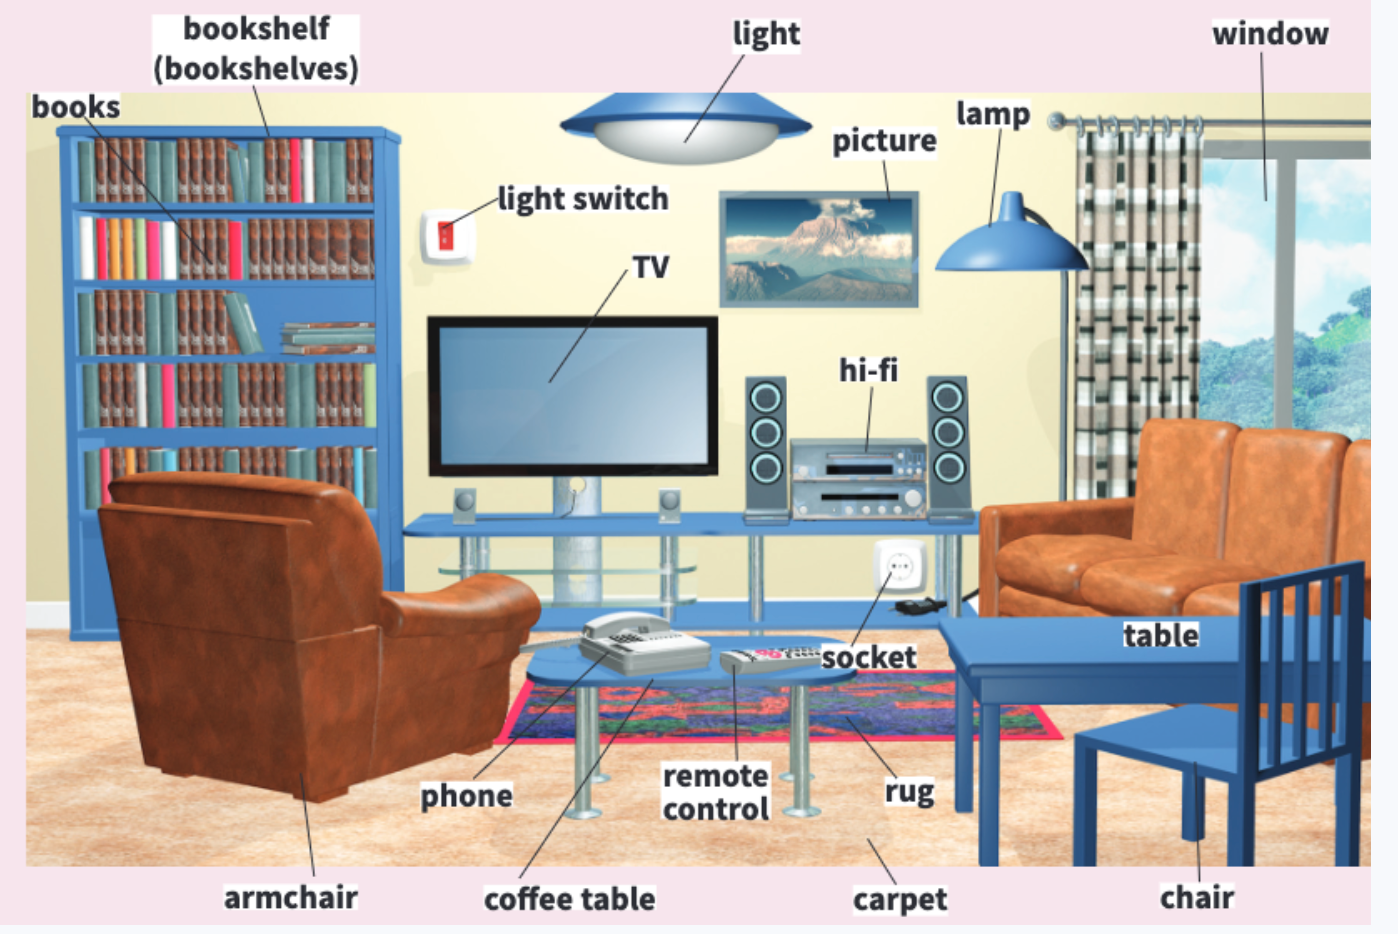 bookshelf
(bookshelves)
light
window
books
lamp
picture
light switch
TV
hi-fi
table
socket
phone
remote
control
rug
armchair
coffee table
carpet
chair